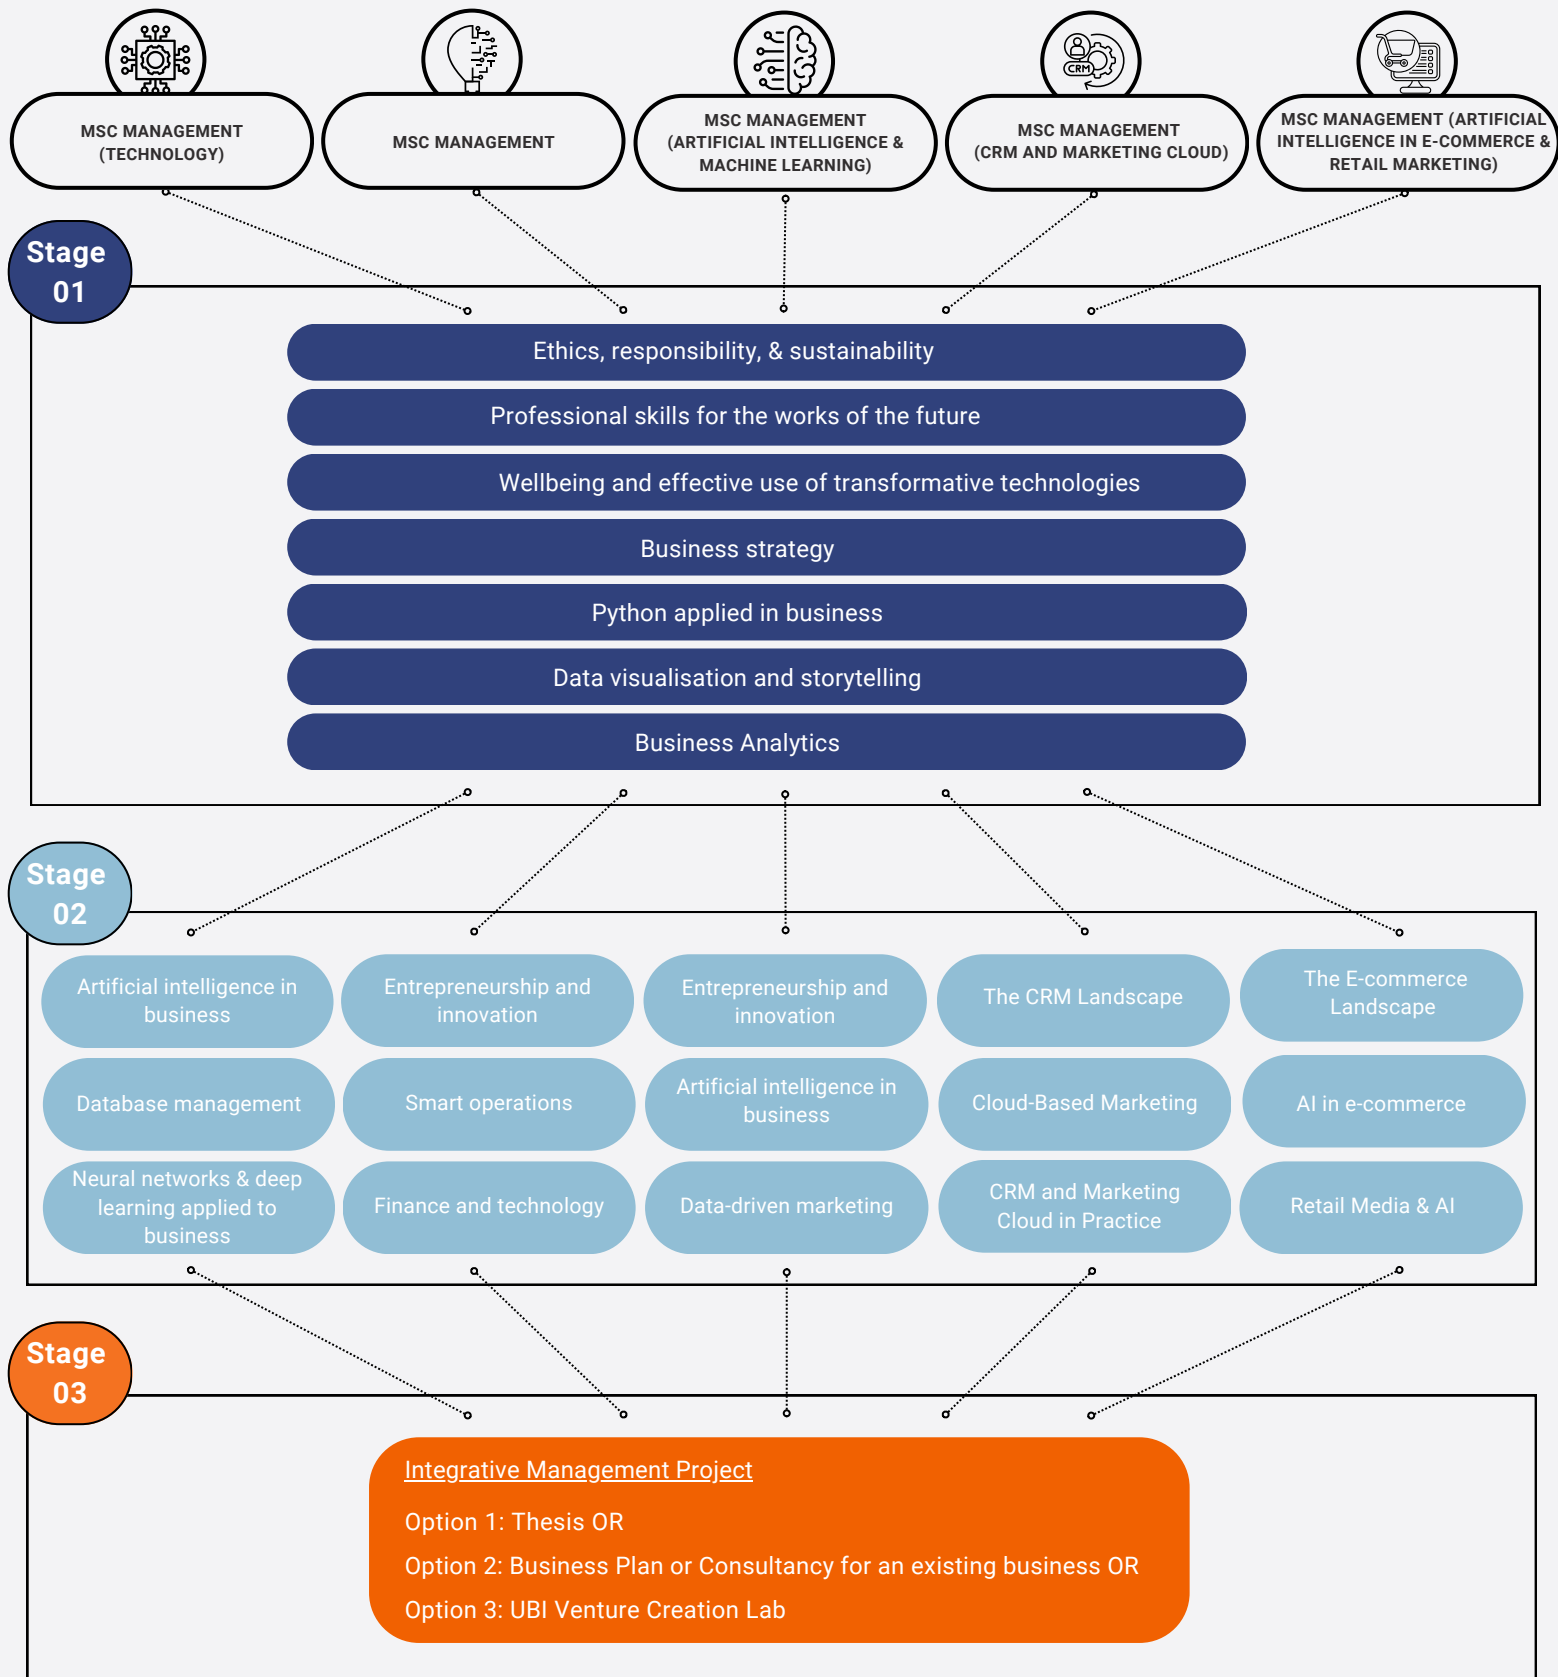 MSC MANAGEMENT
(TECHNOLOGY)
MSC MANAGEMENT
MSC MANAGEMENT
(ARTIFICIAL INTELLIGENCE &
MACHINE LEARNING)
CRM
MSC MANAGEMENT
(CRM AND MARKETING CLOUD)
MSC MANAGEMENT (ARTIFICIAL
INTELLIGENCE IN E-COMMERCE &
RETAIL MARKETING)
Stage
01
Ethics, responsibility, & sustainability
Professional skills for the works of the future
Wellbeing and effective use of transformative technologies
Business strategy
Python applied in business
Data visualisation and storytelling
Business Analytics
Stage
02
Artificial intelligence in
business
Entrepreneurship and
innovation
Entrepreneurship and
innovation
The CRM Landscape
The E-commerce
Landscape
Database management
Smart operations
Artificial intelligence in
business
Cloud-Based Marketing
AI in e-commerce
Neural networks & deep
learning applied to
business
Finance and technology
Data-driven marketing
CRM and Marketing
Cloud in Practice
Retail Media & AI
Stage
03
Integrative Management Project
Option 1: Thesis OR
Option 2: Business Plan or Consultancy for an existing business OR
Option 3: UBI Venture Creation Lab